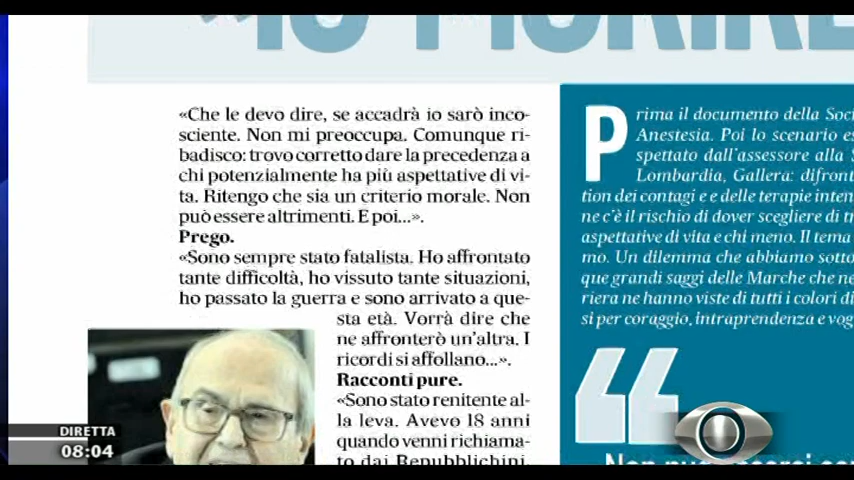 «Che le devo dire, se accadrà io sarò inco-
sciente. Non mi preoccupa. Comunque ri-
badisco: trovo corretto dare la precedenza a
chi potenzialmente ha più aspettative di vi-
ta. Ritengo che sia un criterio morale. Non
può essere altrimenti. E poi...».
Prego.
«Sono sempre stato fatalista. Ho affrontato
tante difficoltà, ho vissuto tante situazioni,
ho passato la guerra e sono arrivato a que-
sta età. Vorrà dire che
ne affronterò un'altra. I
ricordi si affollano...».
Racconti pure.
«Sono stato renitente al-
la leva. Avevo 18 anni
quando venni richiama-
to dai Repubblichini.
Prima il documento della Soc
Anestesia. Poi lo scenario es
spettato dall'assessore alla S
Lombardia, Gallera: difront
tion dei contagi e e delle terapie inten
ne c'è il rischio di dover scegliere di tr
aspettative di vita e chi meno. Il tema
mo. Un dilemma che abbiamo sotto
que grandi saggi delle Marche che ne
riera ne hanno viste di tutti i colori di
si per coraggio, intraprendenza e vog
DIRETTA
08:04